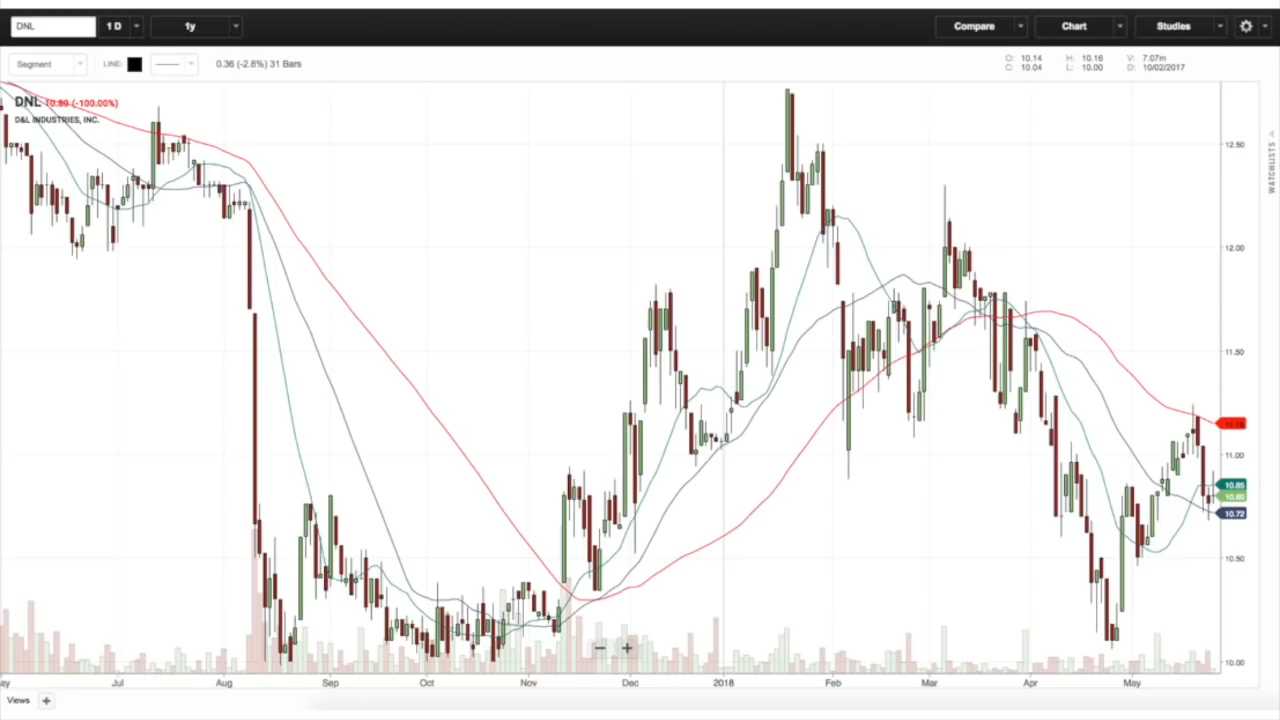 DNL 1 D 1y Compare Chart Studies
Segment LINE: 0.36 (-2.8%) 31 Bars
O: 10.14 H: 10.16 V: 7.07m
C: 10.04 L: 10.00 D: 10/02/2017
DNL 10.80 (-100.00%)
D&L INDUSTRIES, INC.
WATCHLISTS
12.50
12.00
11.50
11.00
10.85
10.80
10.72
10.50
10.00
ay Jul Aug Sep Oct Nov Dec 2018 Feb Mar Apr May
Views +